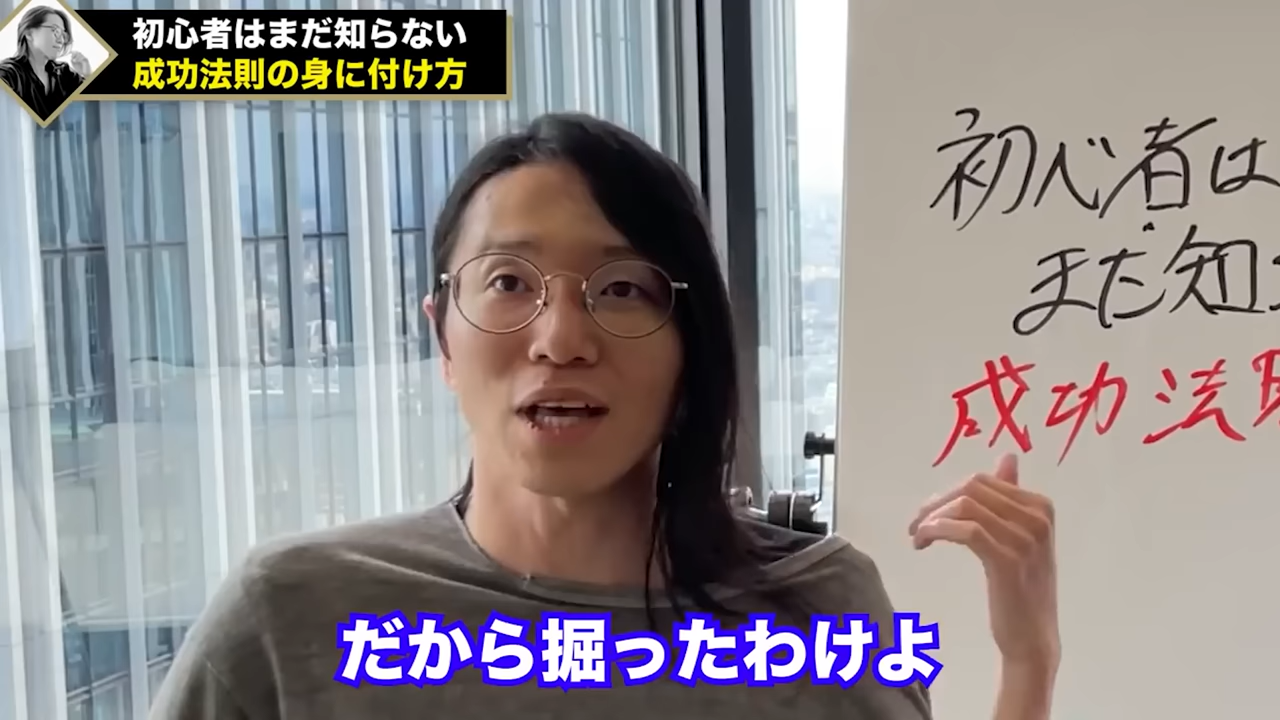 初心者はまだ知らない
成功法則の身に付け方
初心者は
まだ知
成功法
だから掘ったわけよ